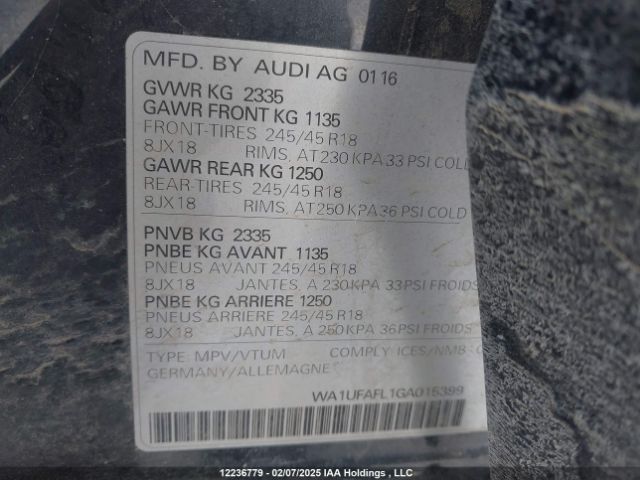 MFD. BY AUDI AG 01 16
GVWR KG 2335
GAWR FRONT KG 1135
FRONT-TIRES 245/45 R18
8JX18 RIMS, AT 230 KPA 33 PSI COLD
GAWR REAR KG 1250
REAR-TIRES 245/45 R18
8JX18 RIMS, AT 250 KPA 36 PSI COLD
PNVB KG 2335
PNBE KG AVANT 1135
PNEUS AVANT 245/45 R18
8JX18 JANTES, A 230 KPA 33 PSI FROIDS
PNBE KG ARRIERE 1250
PNEUS ARRIERE 245/45 R18
8JX18 JANTES, A 250 KPA 36 PSI FROIDS
TYPE: MPV/VTUM COMPLY: ICES/NMB-
GERMANY/ALLEMAGNE
WA1UFAFL1GA015399
12236779 - 02/07/2025 IAA Holdings , LLC